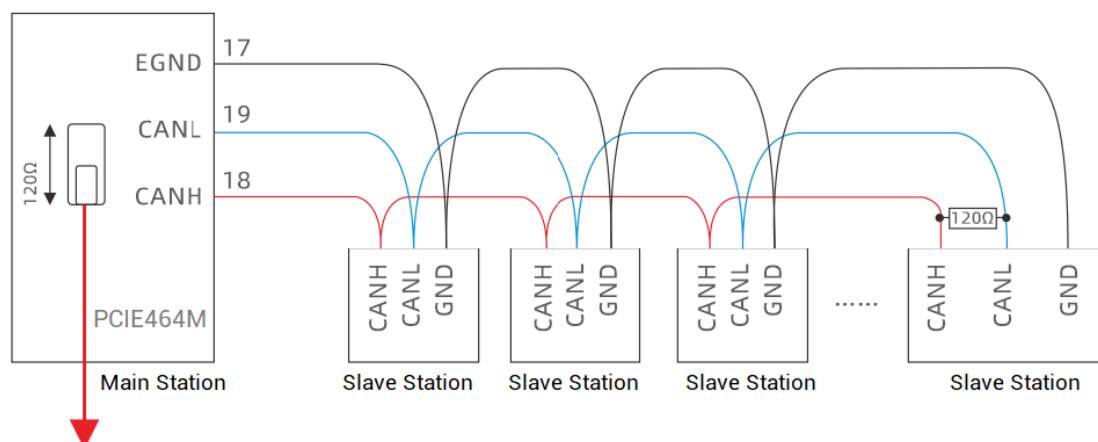 EGND 17
CANL 19
CANH 18
120Ω
PCIE464M
Main Station
120Ω
CANH CANL GND
Slave Station
CANH CANL GND
Slave Station
CANH CANL GND
Slave Station
......
CANH CANL GND
Slave Station